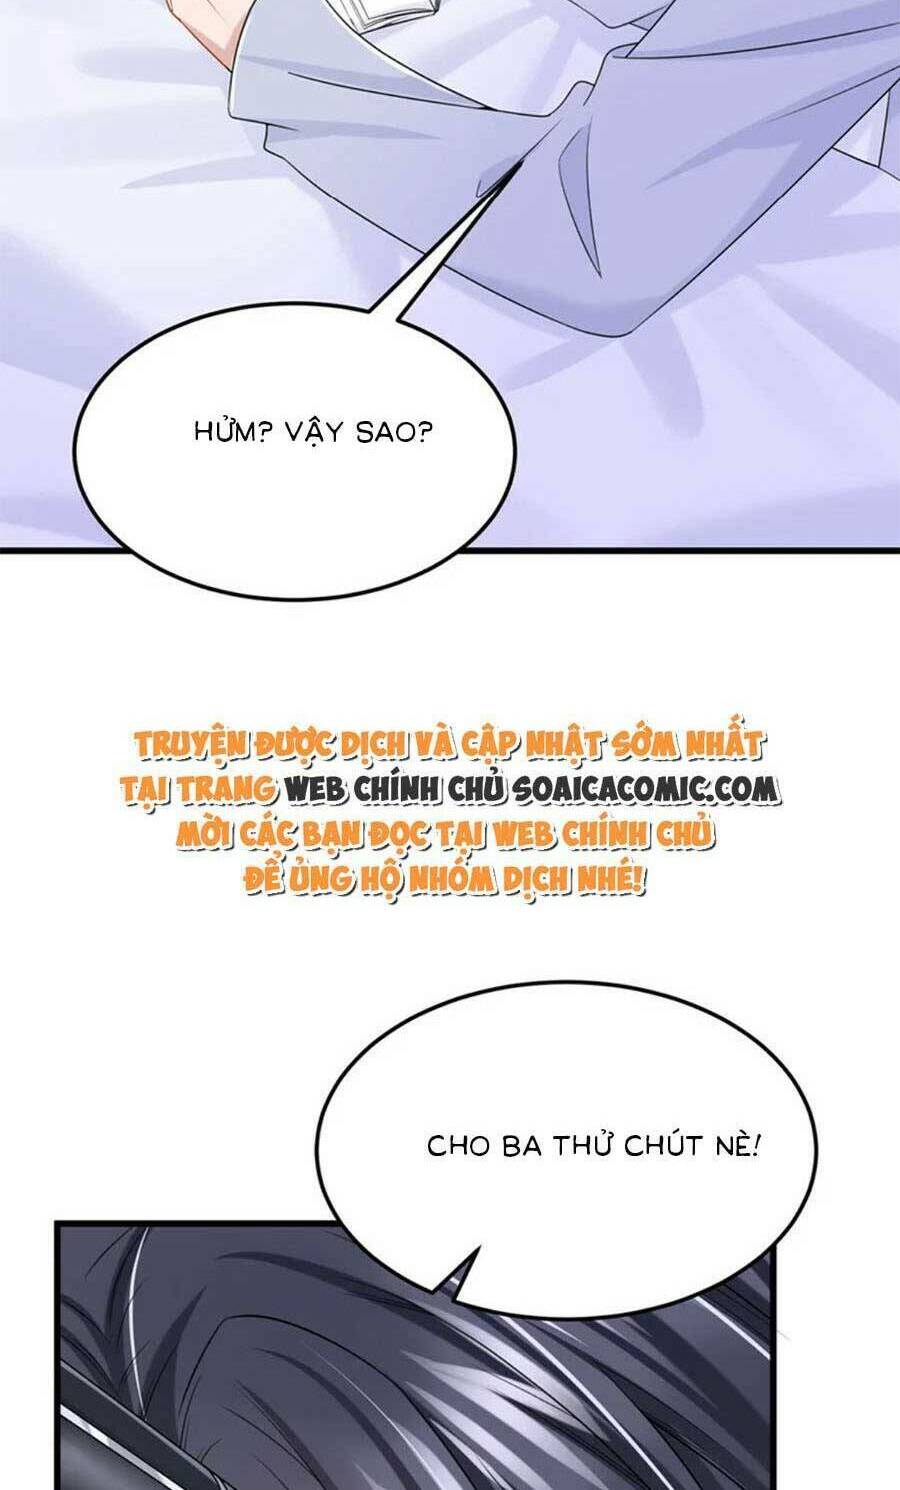 HỬM? VẬY SAO?
TRUYỆN ĐƯỢC DỊCH VÀ CẬP NHẬT SỚM NHẤT
TẠI TRANG WEB CHÍNH CHỦ SOAICACOMIC.COM
MỜI CÁC BẠN ĐỌC TẠI WEB CHÍNH CHỦ
ĐỂ ỦNG HỘ NHÓM DỊCH NHÉ!
CHO BA THỬ CHÚT NÈ!